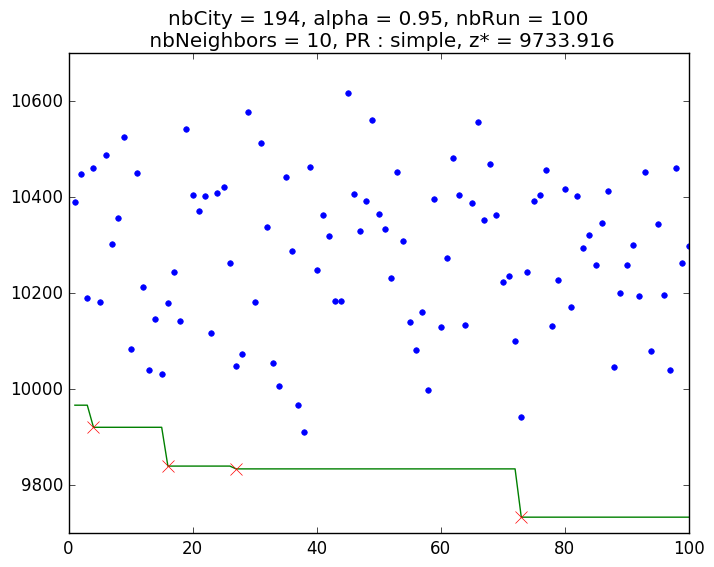 nbCity = 194, alpha = 0.95, nbRun = 100
nbNeighbors = 10, PR : simple, z* = 9733.916
10600
10400
10200
10000
9800
0 20 40 60 80 100